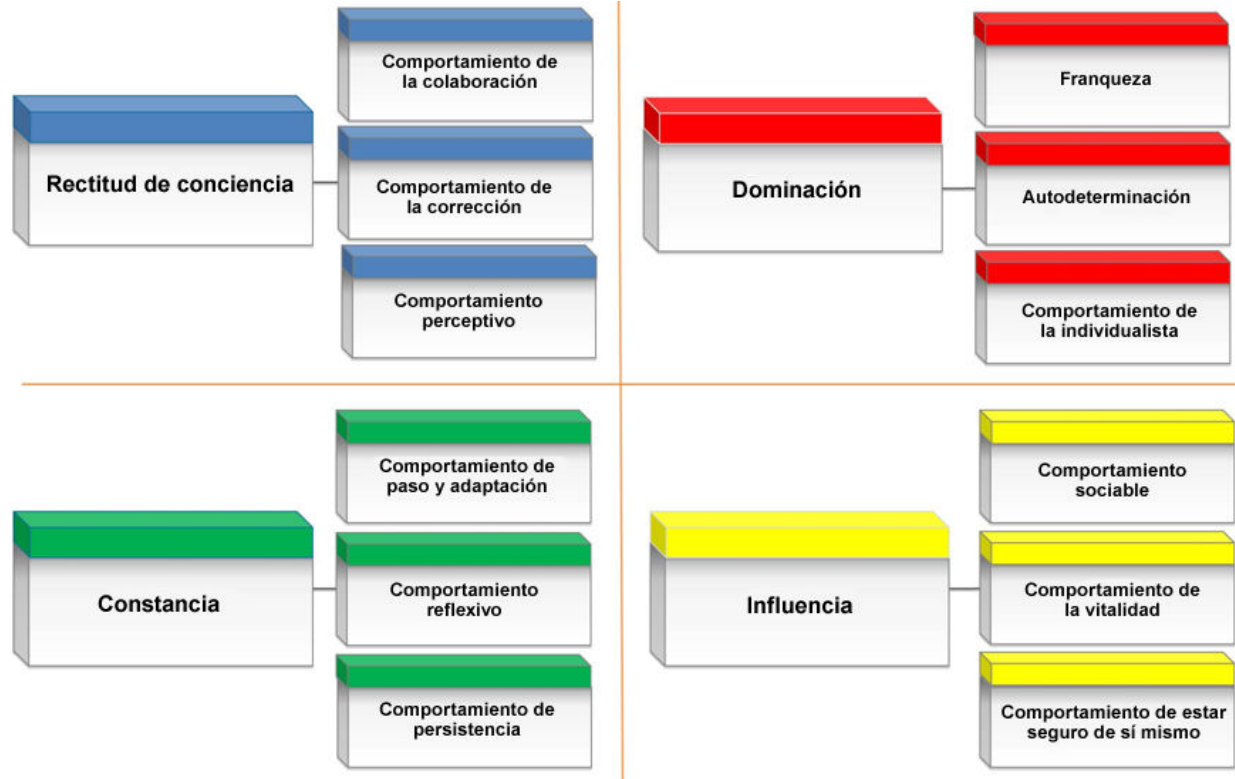 Rectitud de conciencia
Comportamiento de
la colaboración
Comportamiento de
la corrección
Comportamiento
perceptivo
Dominación
Franqueza
Autodeterminación
Comportamiento de
la individualista
Constancia
Comportamiento de
paso y adaptación
Comportamiento
reflexivo
Comportamiento de
persistencia
Influencia
Comportamiento
sociable
Comportamiento de
la vitalidad
Comportamiento de estar
seguro de sí mismo